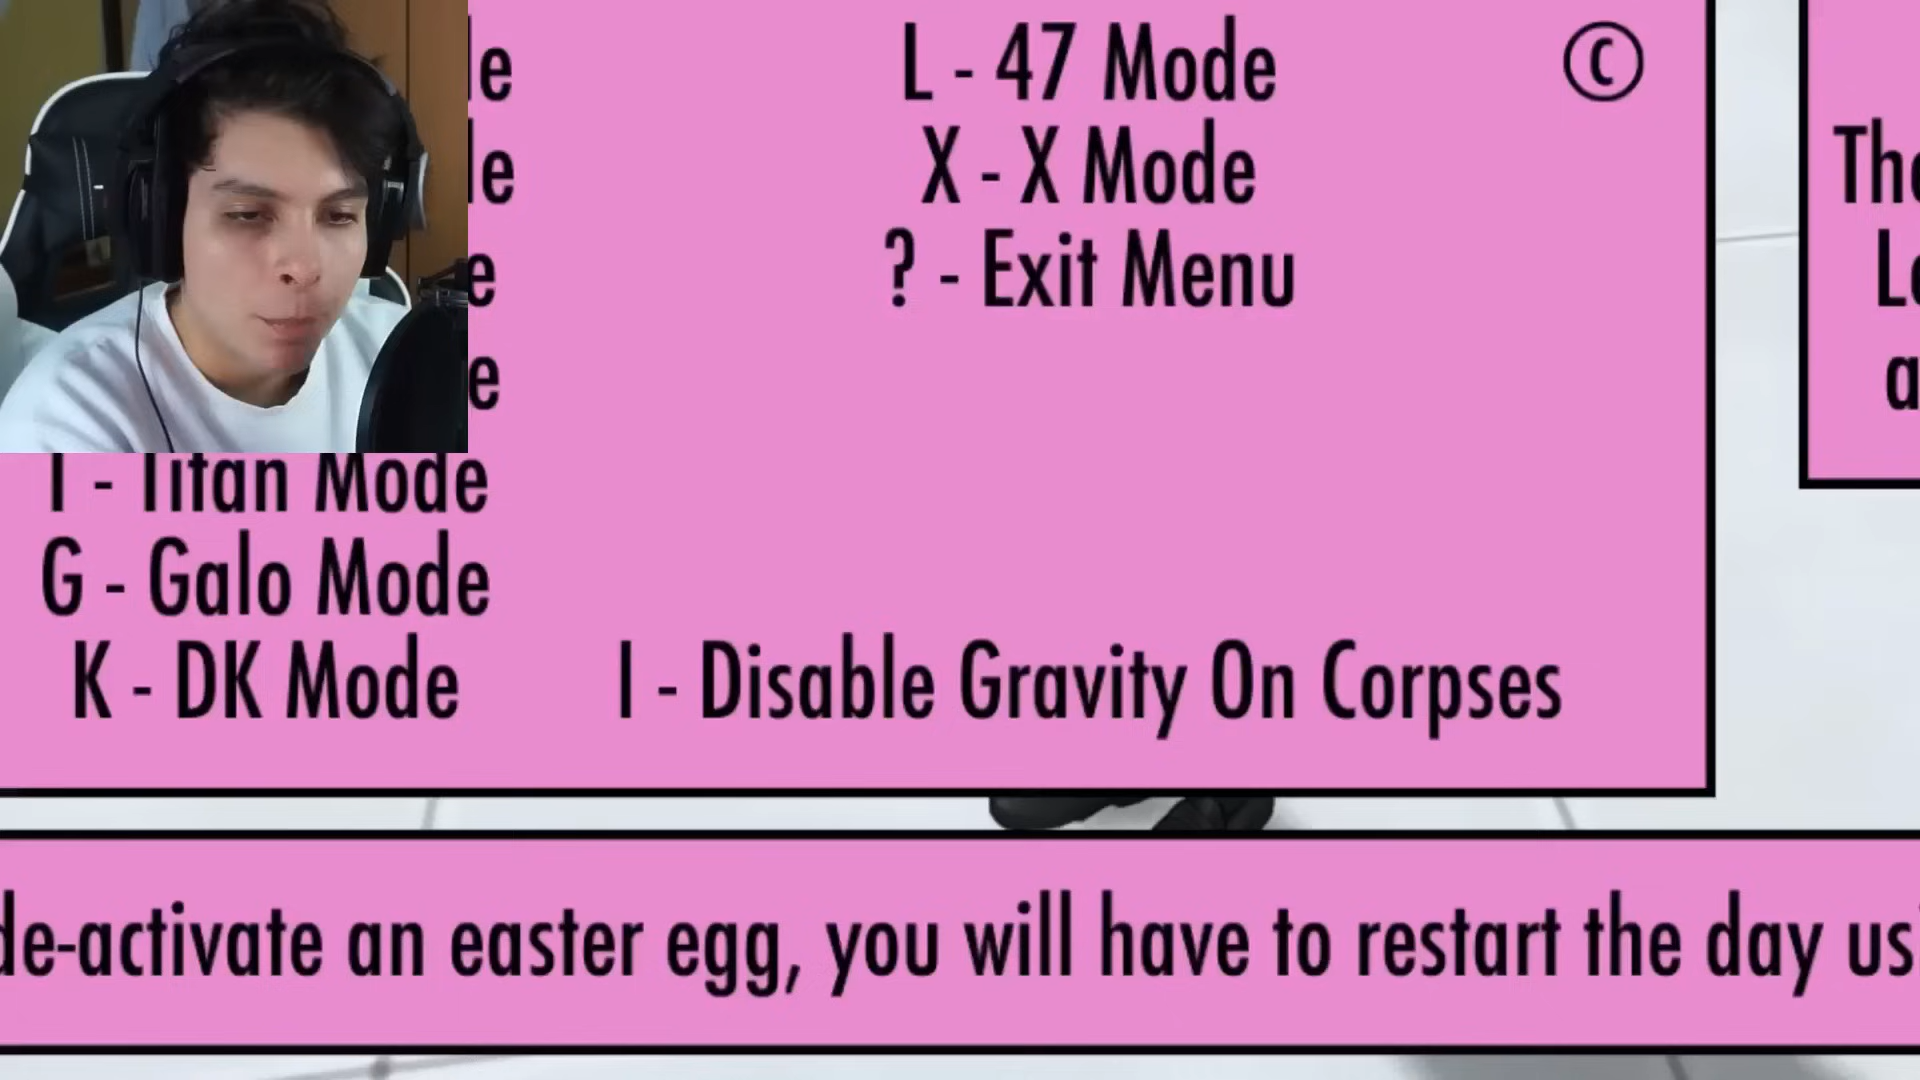 L - 47 Mode
©
X - X Mode
? - Exit Menu
T - Titan Mode
G - Galo Mode
K - DK Mode
I - Disable Gravity On Corpses
de-activate an easter egg, you will have to restart the day